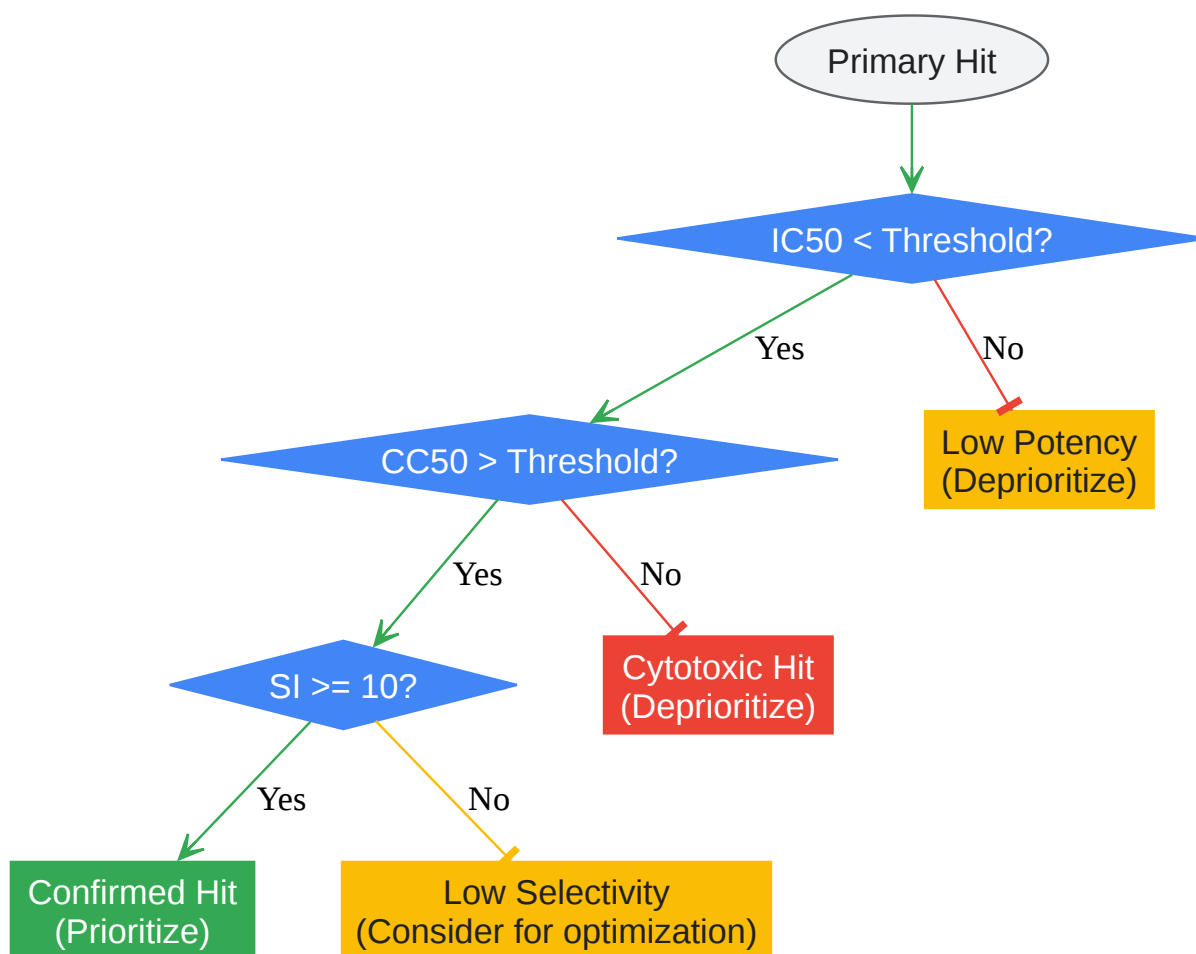 Primary Hit
IC50 < Threshold?
Yes
No
CC50 > Threshold?
Low Potency
(Deprioritize)
Yes
No
SI >= 10?
Cytotoxic Hit
(Deprioritize)
Yes
No
Confirmed Hit
(Prioritize)
Low Selectivity
(Consider for optimization)